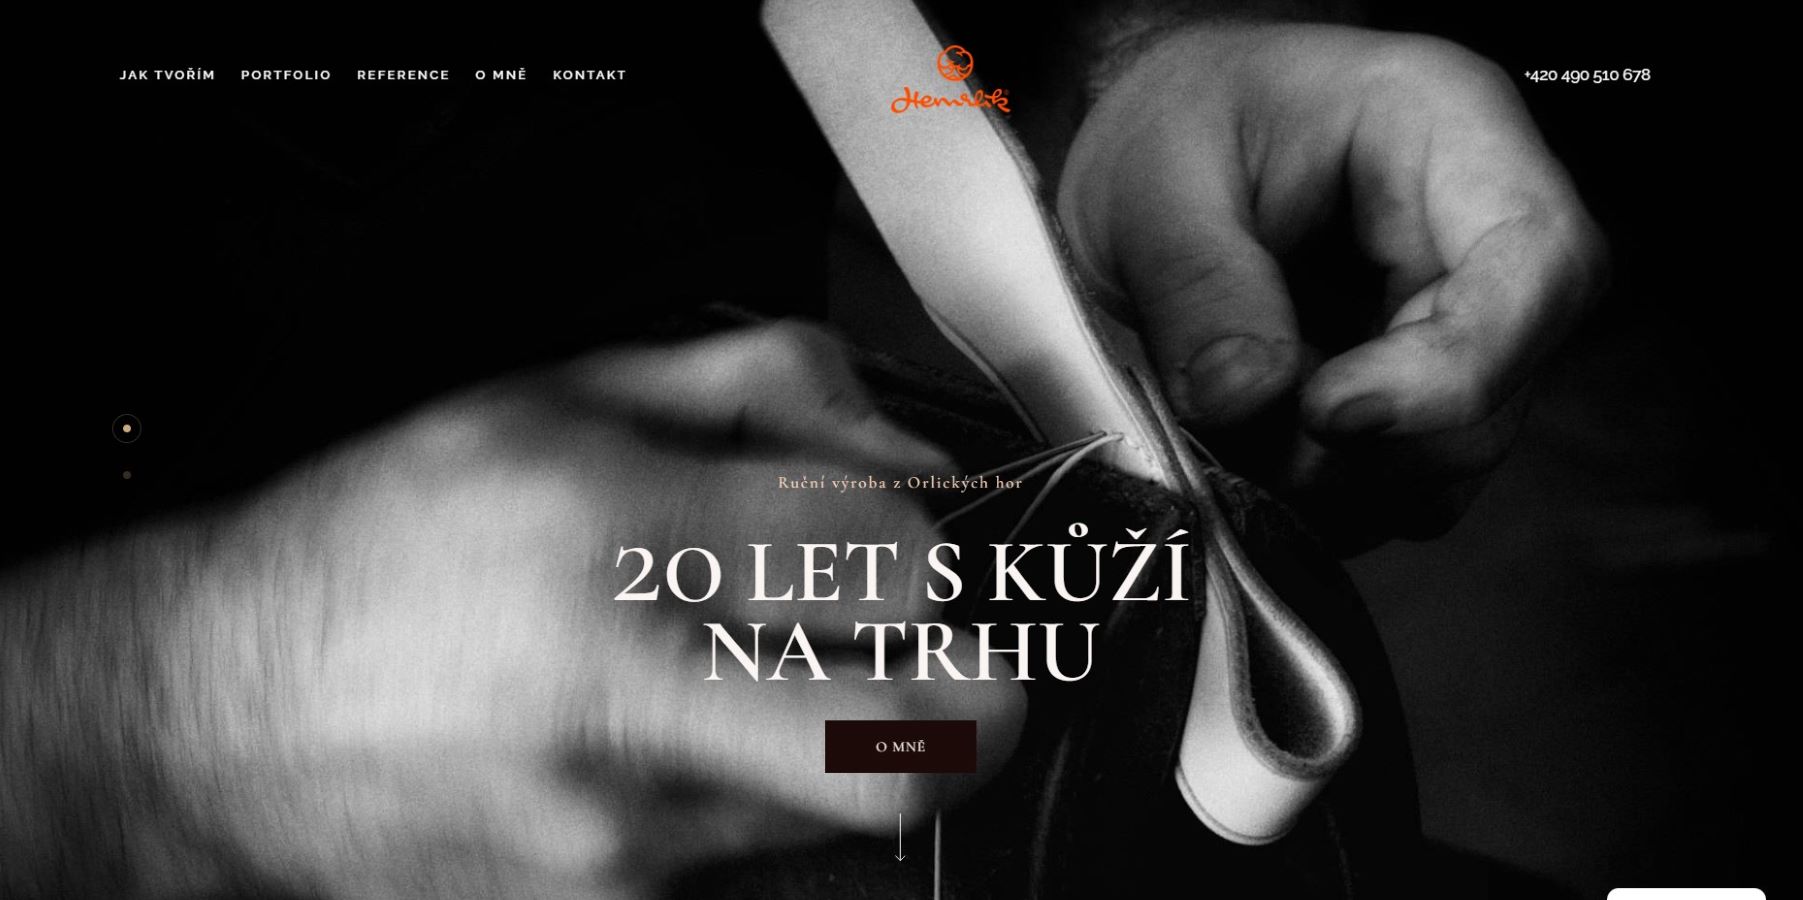 JAK TVOŘÍM PORTFOLIO REFERENCE O MNĚ KONTAKT
Hemrlík®
+420 490 510 678
Ruční výroba z Orlických hor
20 LET S KŮŽÍ
NA TRHU
O MNĚ